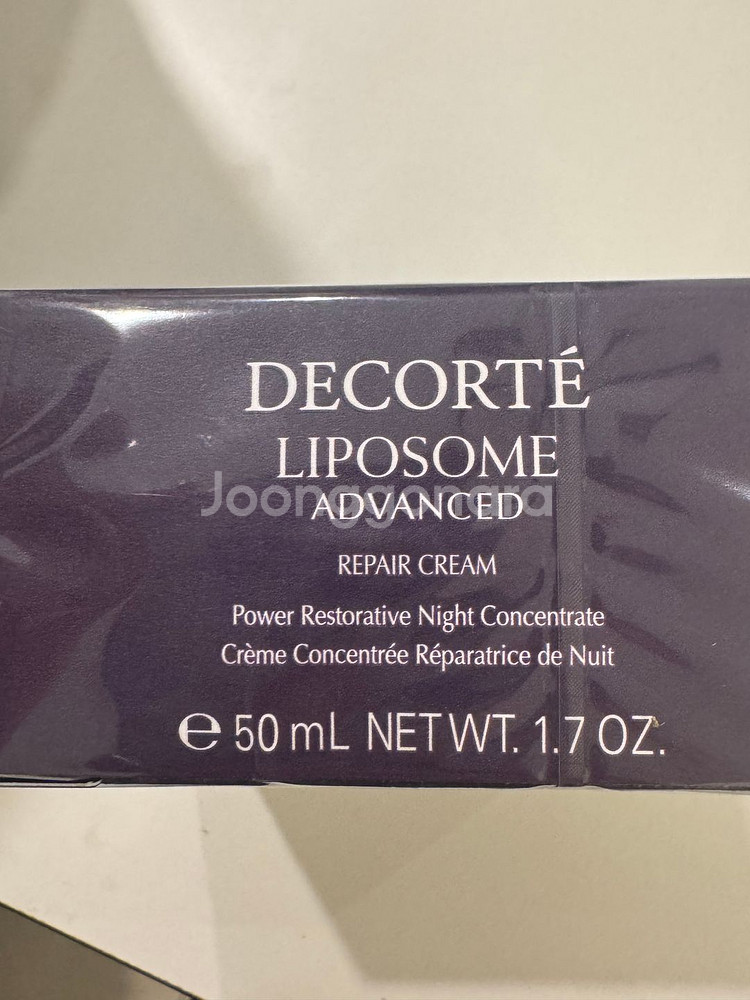 DECORTÉ
LIPOSOME
Joonggonara
ADVANCED
REPAIR CREAM
Power Restorative Night Concentrate
Crème Concentrée Réparatrice de Nuit
℮ 50 mL NET WT. 1.7 OZ.